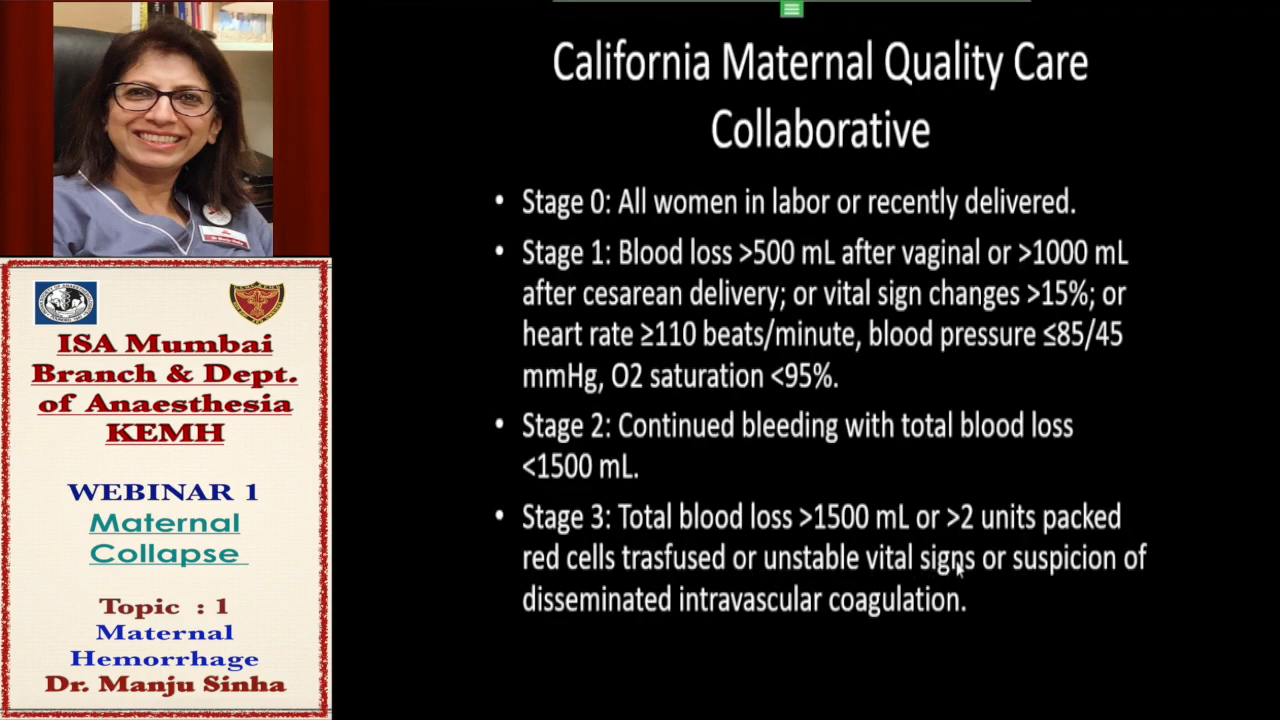 ISA Mumbai
Branch & Dept.
of Anaesthesia
KEMH
WEBINAR 1
Maternal
Collapse
Topic : 1
Maternal
Hemorrhage
Dr. Manju Sinha
California Maternal Quality Care
Collaborative
• Stage 0: All women in labor or recently delivered.
• Stage 1: Blood loss >500 mL after vaginal or >1000 mL
after cesarean delivery; or vital sign changes >15%; or
heart rate ≥110 beats/minute, blood pressure ≤85/45
mmHg, O2 saturation <95%.
• Stage 2: Continued bleeding with total blood loss
<1500 mL.
• Stage 3: Total blood loss >1500 mL or >2 units packed
red cells trasfused or unstable vital signs or suspicion of
disseminated intravascular coagulation.